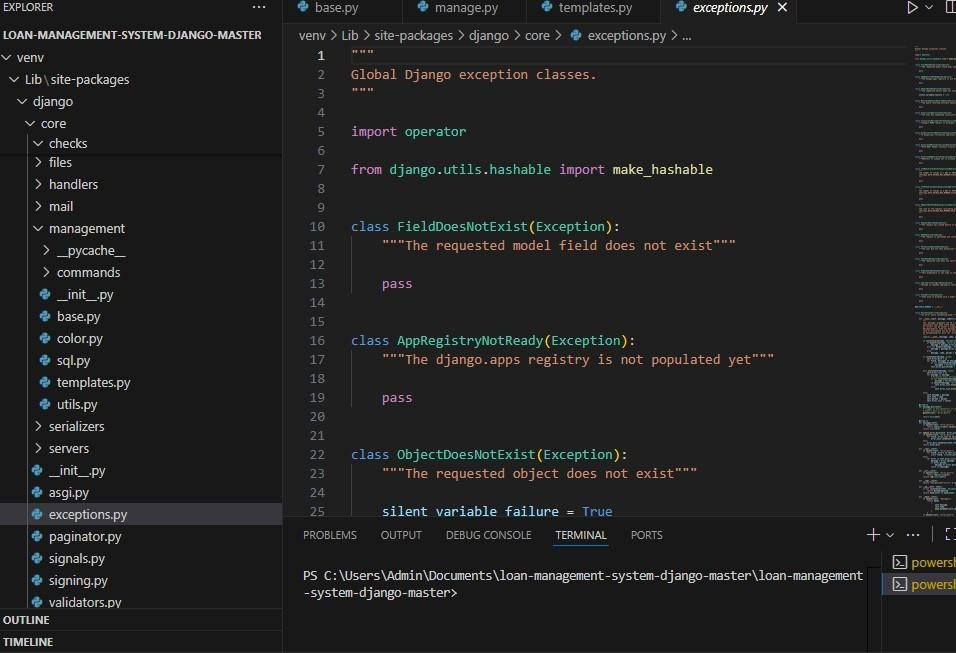 EXPLORER
base.py
manage.py
templates.py
exceptions.py
LOAN-MANAGEMENT-SYSTEM-DJANGO-MASTER
venv > Lib > site-packages > django > core > exceptions.py > ...
venv
Lib\site-packages
django
core
checks
files
handlers
mail
management
__pycache__
commands
__init__.py
base.py
color.py
sql.py
templates.py
utils.py
serializers
servers
__init__.py
asgi.py
exceptions.py
paginator.py
signals.py
signing.py
validators.py
OUTLINE
TIMELINE
1 """
2 Global Django exception classes.
3 """
4
5 import operator
6
7 from django.utils.hashable import make_hashable
8
9
10 class FieldDoesNotExist(Exception):
11     """The requested model field does not exist"""
12
13     pass
14
15
16 class AppRegistryNotReady(Exception):
17     """The django.apps registry is not populated yet"""
18
19     pass
20
21
22 class ObjectDoesNotExist(Exception):
23     """The requested object does not exist"""
24
25     silent_variable_failure = True
PROBLEMS OUTPUT DEBUG CONSOLE TERMINAL PORTS
PS C:\Users\Admin\Documents\loan-management-system-django-master\loan-management
-system-django-master>
powersh
powersh